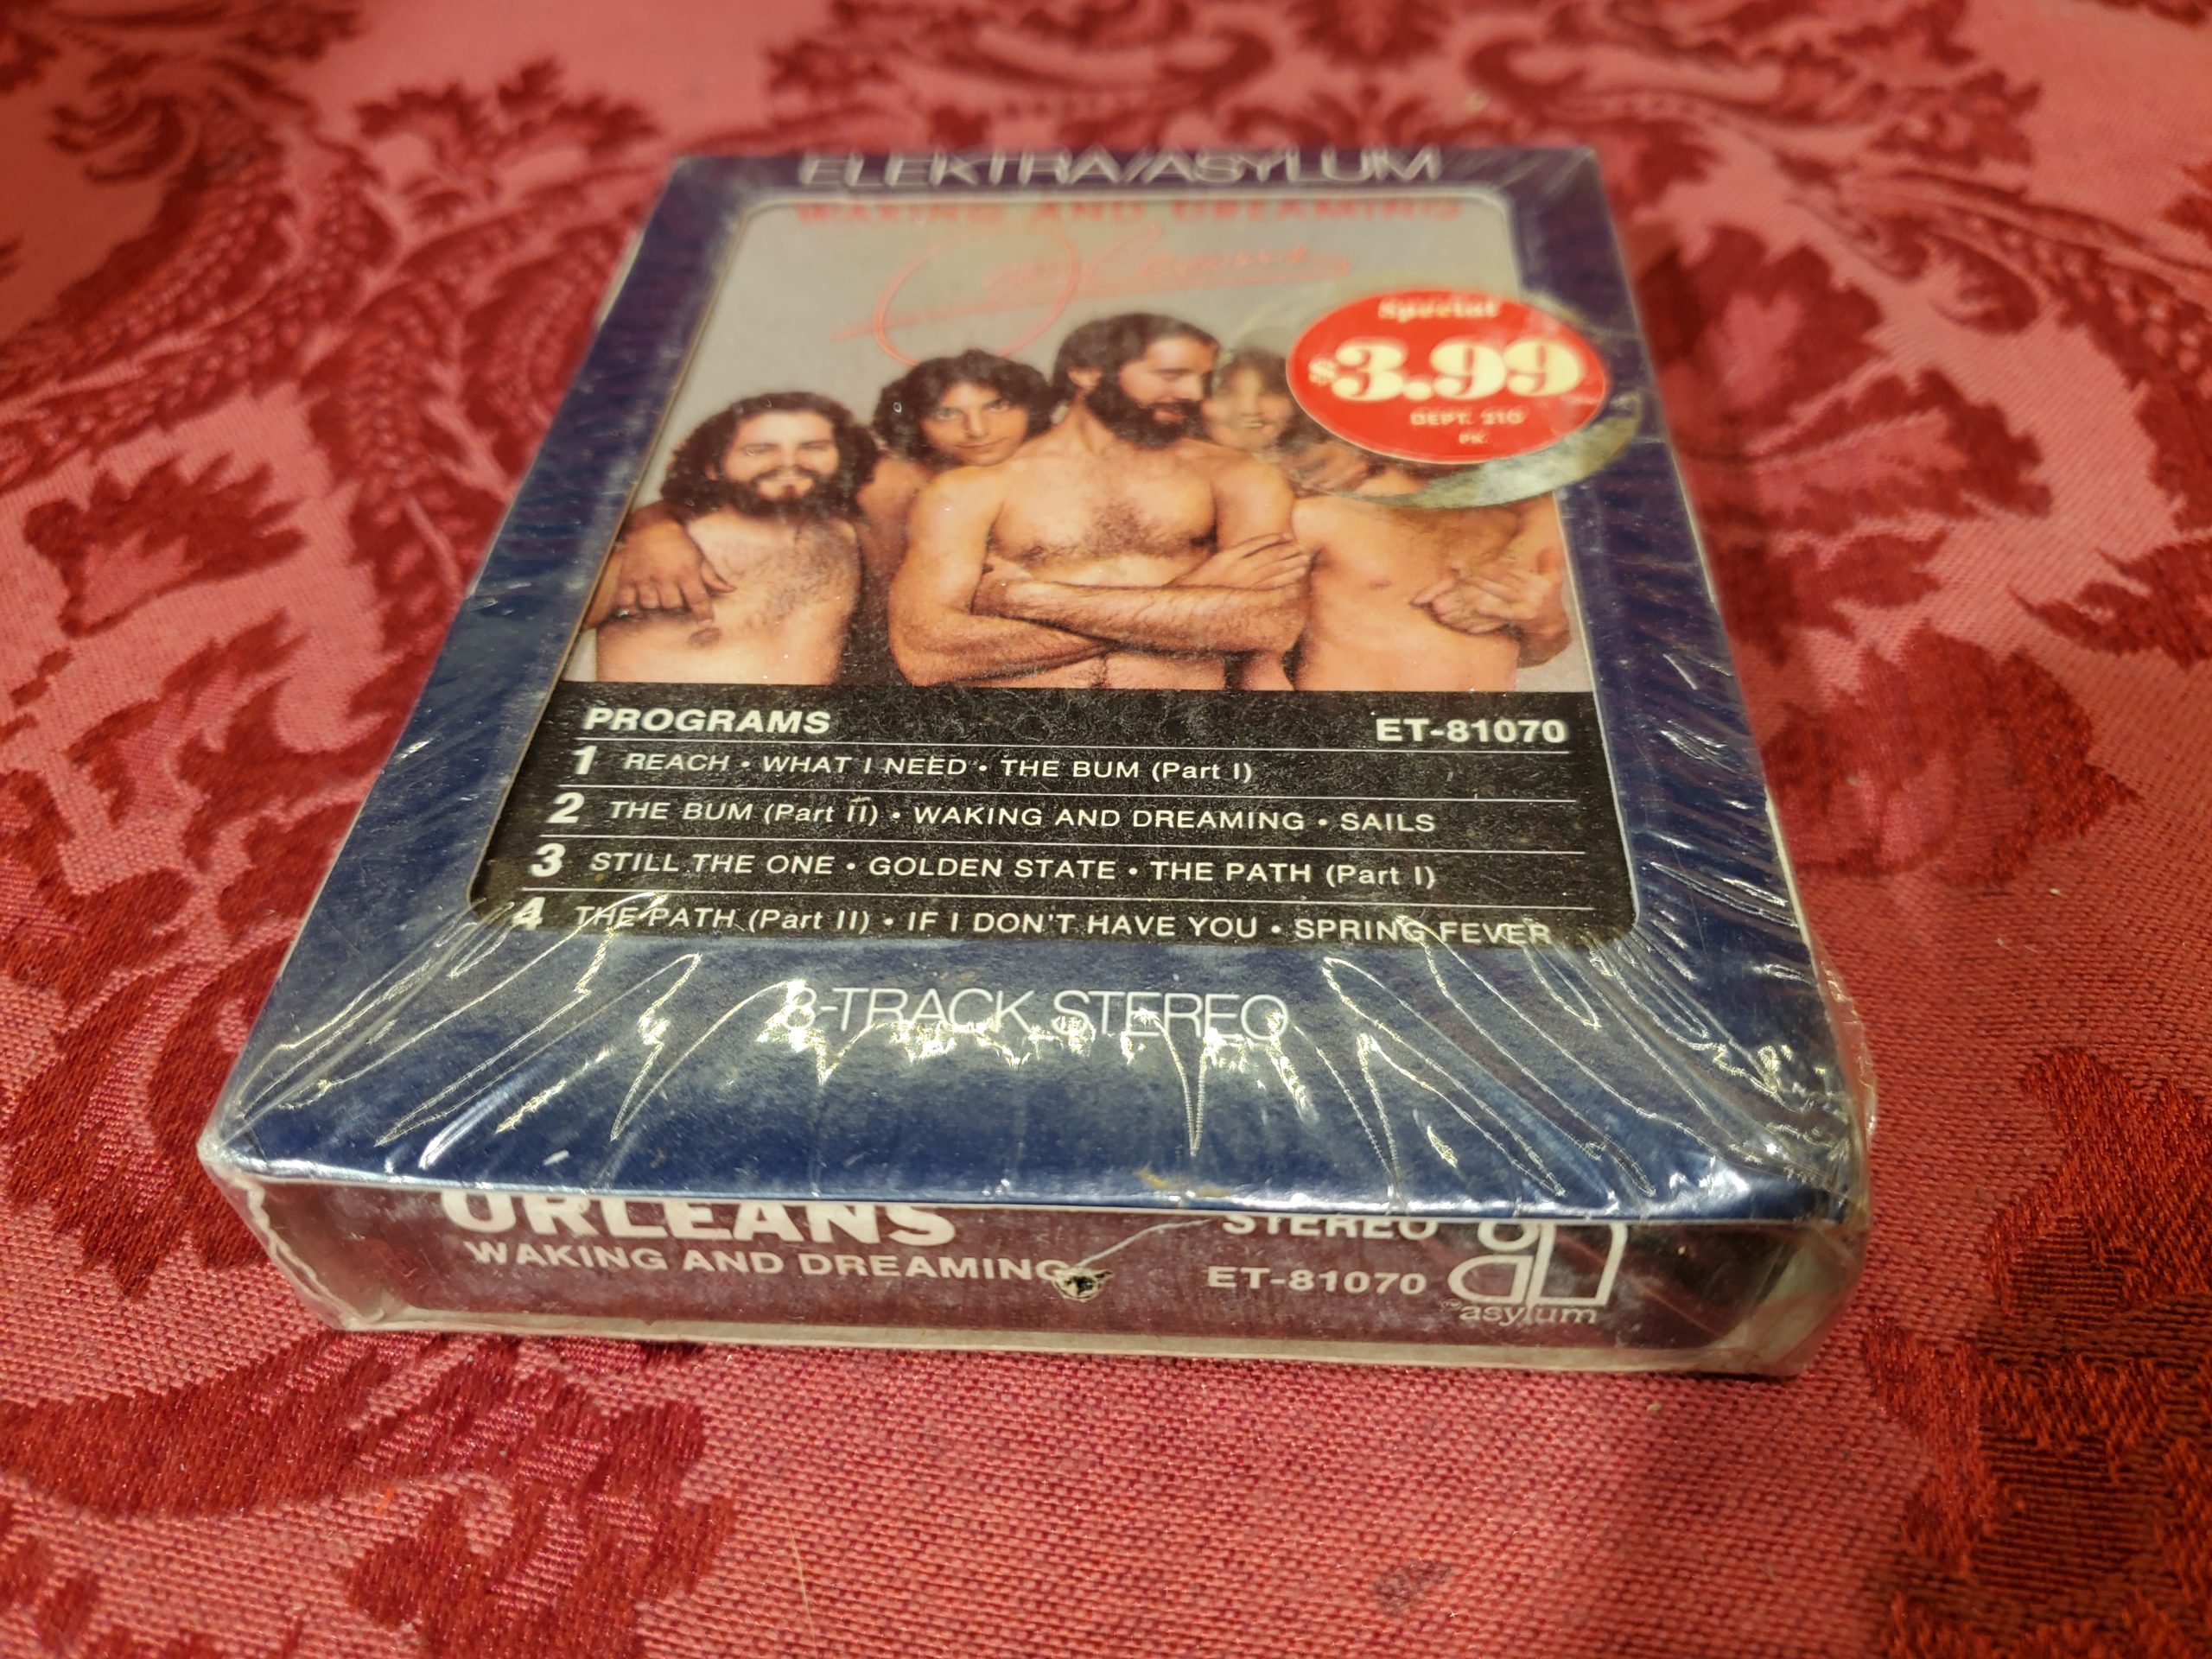 ELEKTRA/ASYLUM
WAKING AND DREAMING
Orleans
Special
$3.99
DEPT. 210
PROGRAMS ET-81070
1 REACH • WHAT I NEED • THE BUM (Part I)
2 THE BUM (Part II) • WAKING AND DREAMING • SAILS
3 STILL THE ONE • GOLDEN STATE • THE PATH (Part I)
4 THE PATH (Part II) • IF I DON'T HAVE YOU • SPRING FEVER
8-TRACK STEREO
ORLEANS STEREO
WAKING AND DREAMING ET-81070
asylum